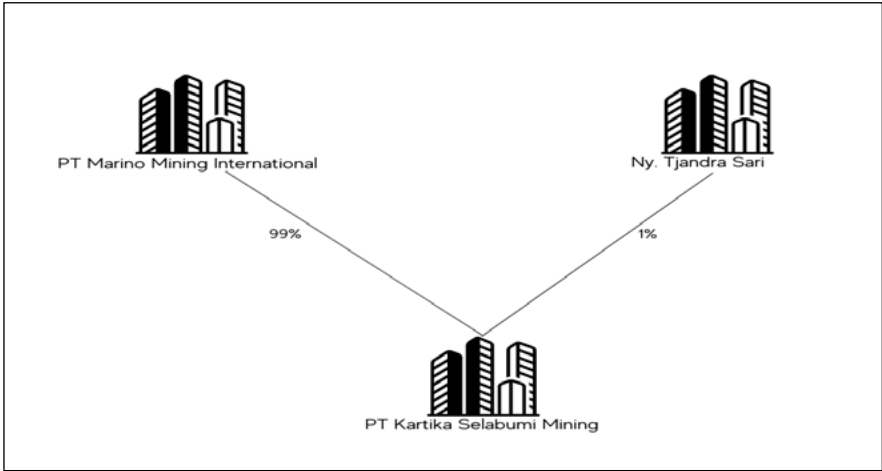 PT Marino Mining International
Ny. Tjandra Sari
99%
1%
PT Kartika Selabumi Mining